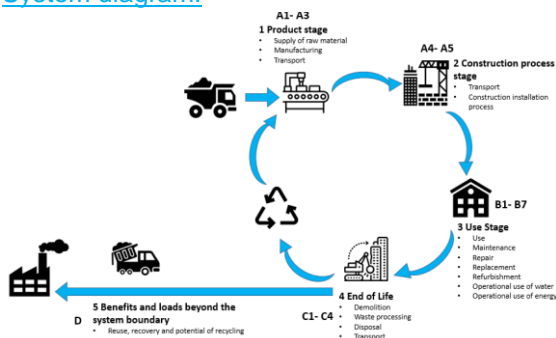 System diagram:
A1- A3
1 Product stage
• Supply of raw material
• Manufacturing
• Transport
A4- A5
2 Construction process
stage
• Transport
• Construction installation
process
B1- B7
3 Use Stage
• Use
• Maintenance
• Repair
• Replacement
• Refurbishment
• Operational use of water
• Operational use of energy
4 End of Life
C1- C4
• Demolition
• Waste processing
• Disposal
• Transport
5 Benefits and loads beyond the
D system boundary
• Reuse, recovery and potential of recycling